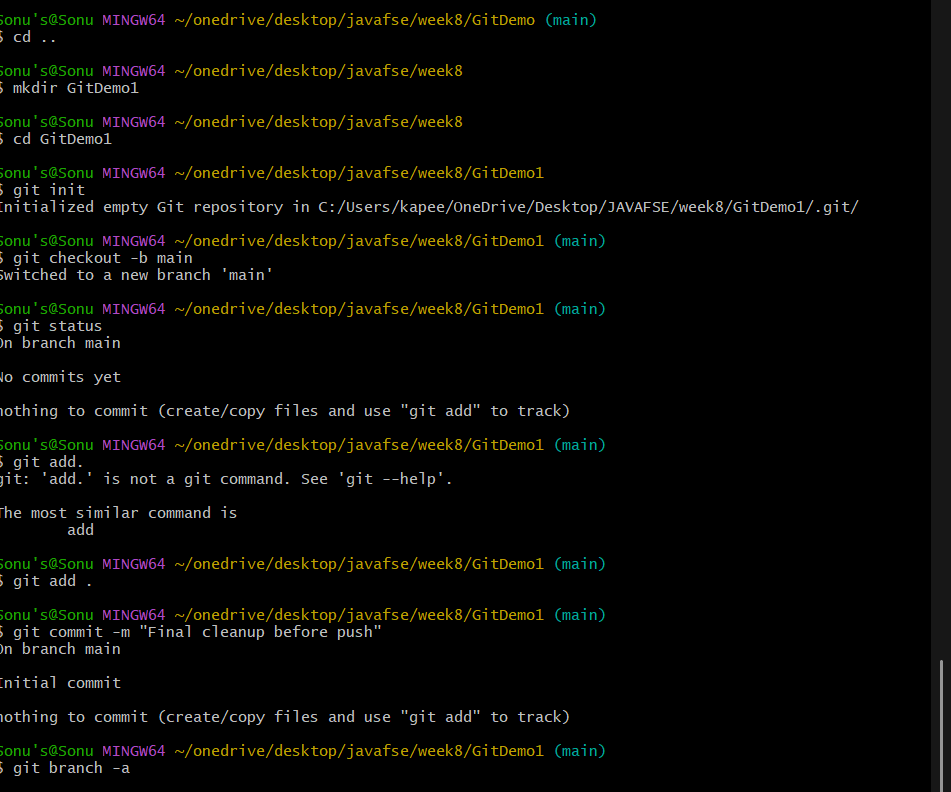 Sonu's@Sonu MINGW64 ~/onedrive/desktop/javafse/week8/GitDemo (main)
$ cd ..
Sonu's@Sonu MINGW64 ~/onedrive/desktop/javafse/week8
$ mkdir GitDemo1
Sonu's@Sonu MINGW64 ~/onedrive/desktop/javafse/week8
$ cd GitDemo1
Sonu's@Sonu MINGW64 ~/onedrive/desktop/javafse/week8/GitDemo1
$ git init
Initialized empty Git repository in C:/Users/kapee/OneDrive/Desktop/JAVAFSE/week8/GitDemo1/.git/
Sonu's@Sonu MINGW64 ~/onedrive/desktop/javafse/week8/GitDemo1 (main)
$ git checkout -b main
Switched to a new branch 'main'
Sonu's@Sonu MINGW64 ~/onedrive/desktop/javafse/week8/GitDemo1 (main)
$ git status
On branch main
No commits yet
nothing to commit (create/copy files and use "git add" to track)
Sonu's@Sonu MINGW64 ~/onedrive/desktop/javafse/week8/GitDemo1 (main)
$ git add.
git: 'add.' is not a git command. See 'git --help'.
The most similar command is
        add
Sonu's@Sonu MINGW64 ~/onedrive/desktop/javafse/week8/GitDemo1 (main)
$ git add .
Sonu's@Sonu MINGW64 ~/onedrive/desktop/javafse/week8/GitDemo1 (main)
$ git commit -m "Final cleanup before push"
On branch main
Initial commit
nothing to commit (create/copy files and use "git add" to track)
Sonu's@Sonu MINGW64 ~/onedrive/desktop/javafse/week8/GitDemo1 (main)
$ git branch -a